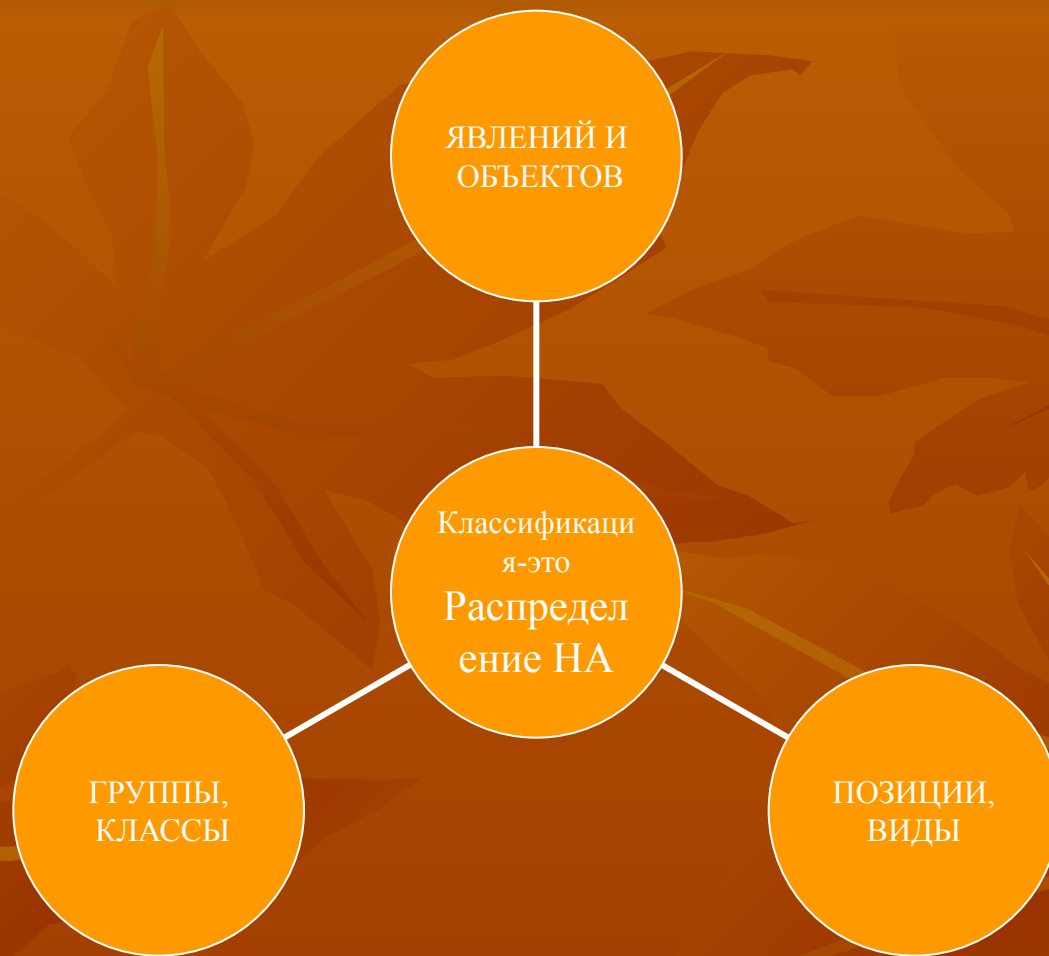 ЯВЛЕНИЙ И
ОБЪЕКТОВ
Классификаци
я-это
Распредел
ение НА
ГРУППЫ,
КЛАССЫ
ПОЗИЦИИ,
ВИДЫ